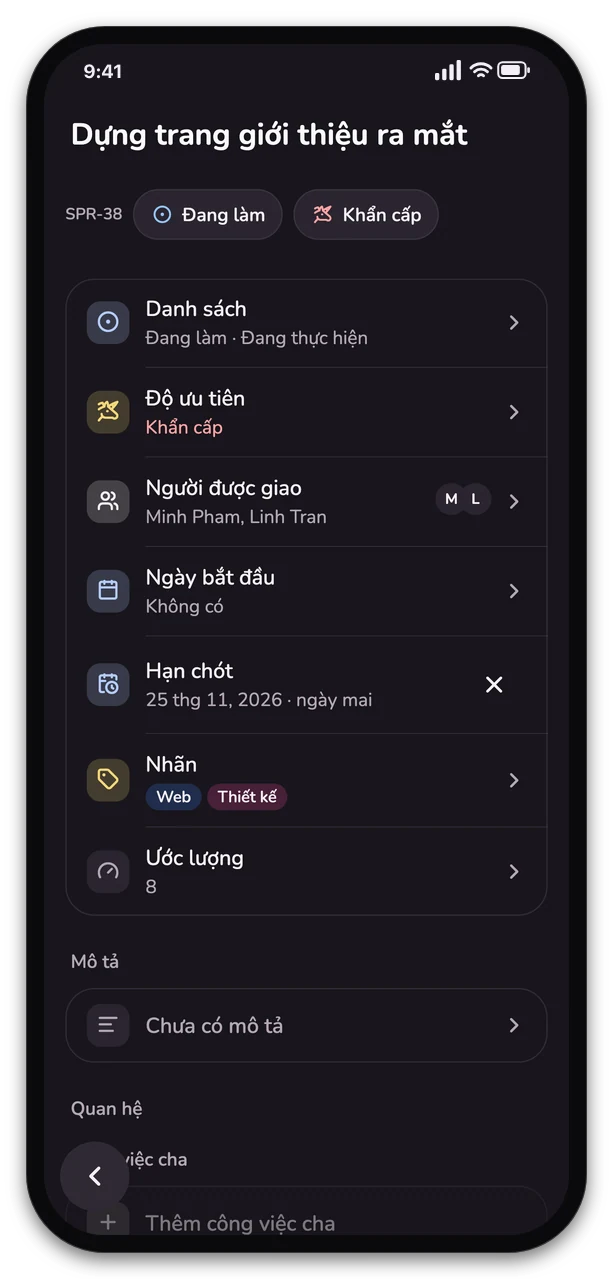 9:41
Dựng trang giới thiệu ra mắt
SPR-38 Đang làm Khẩn cấp
Danh sách
Đang làm · Đang thực hiện
Độ ưu tiên
Khẩn cấp
Người được giao
Minh Pham, Linh Tran
M L
Ngày bắt đầu
Không có
Hạn chót
25 thg 11, 2026 · ngày mai
Nhãn
Web Thiết kế
Ước lượng
8
Mô tả
Chưa có mô tả
Quan hệ
việc cha
Thêm công việc cha